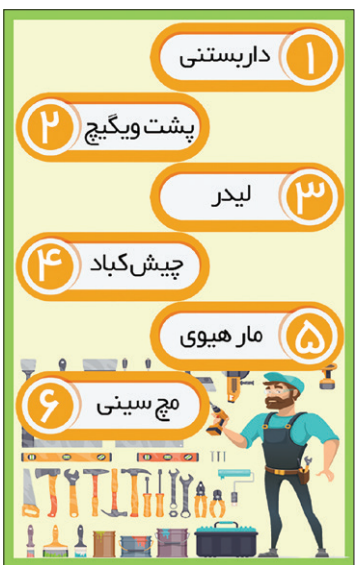 ۱ داربستنی
۲ پشت ویگیچ
۳ لیدر
۴ چیش‌کباد
۵ مار هیوی
۶ مچ سینی